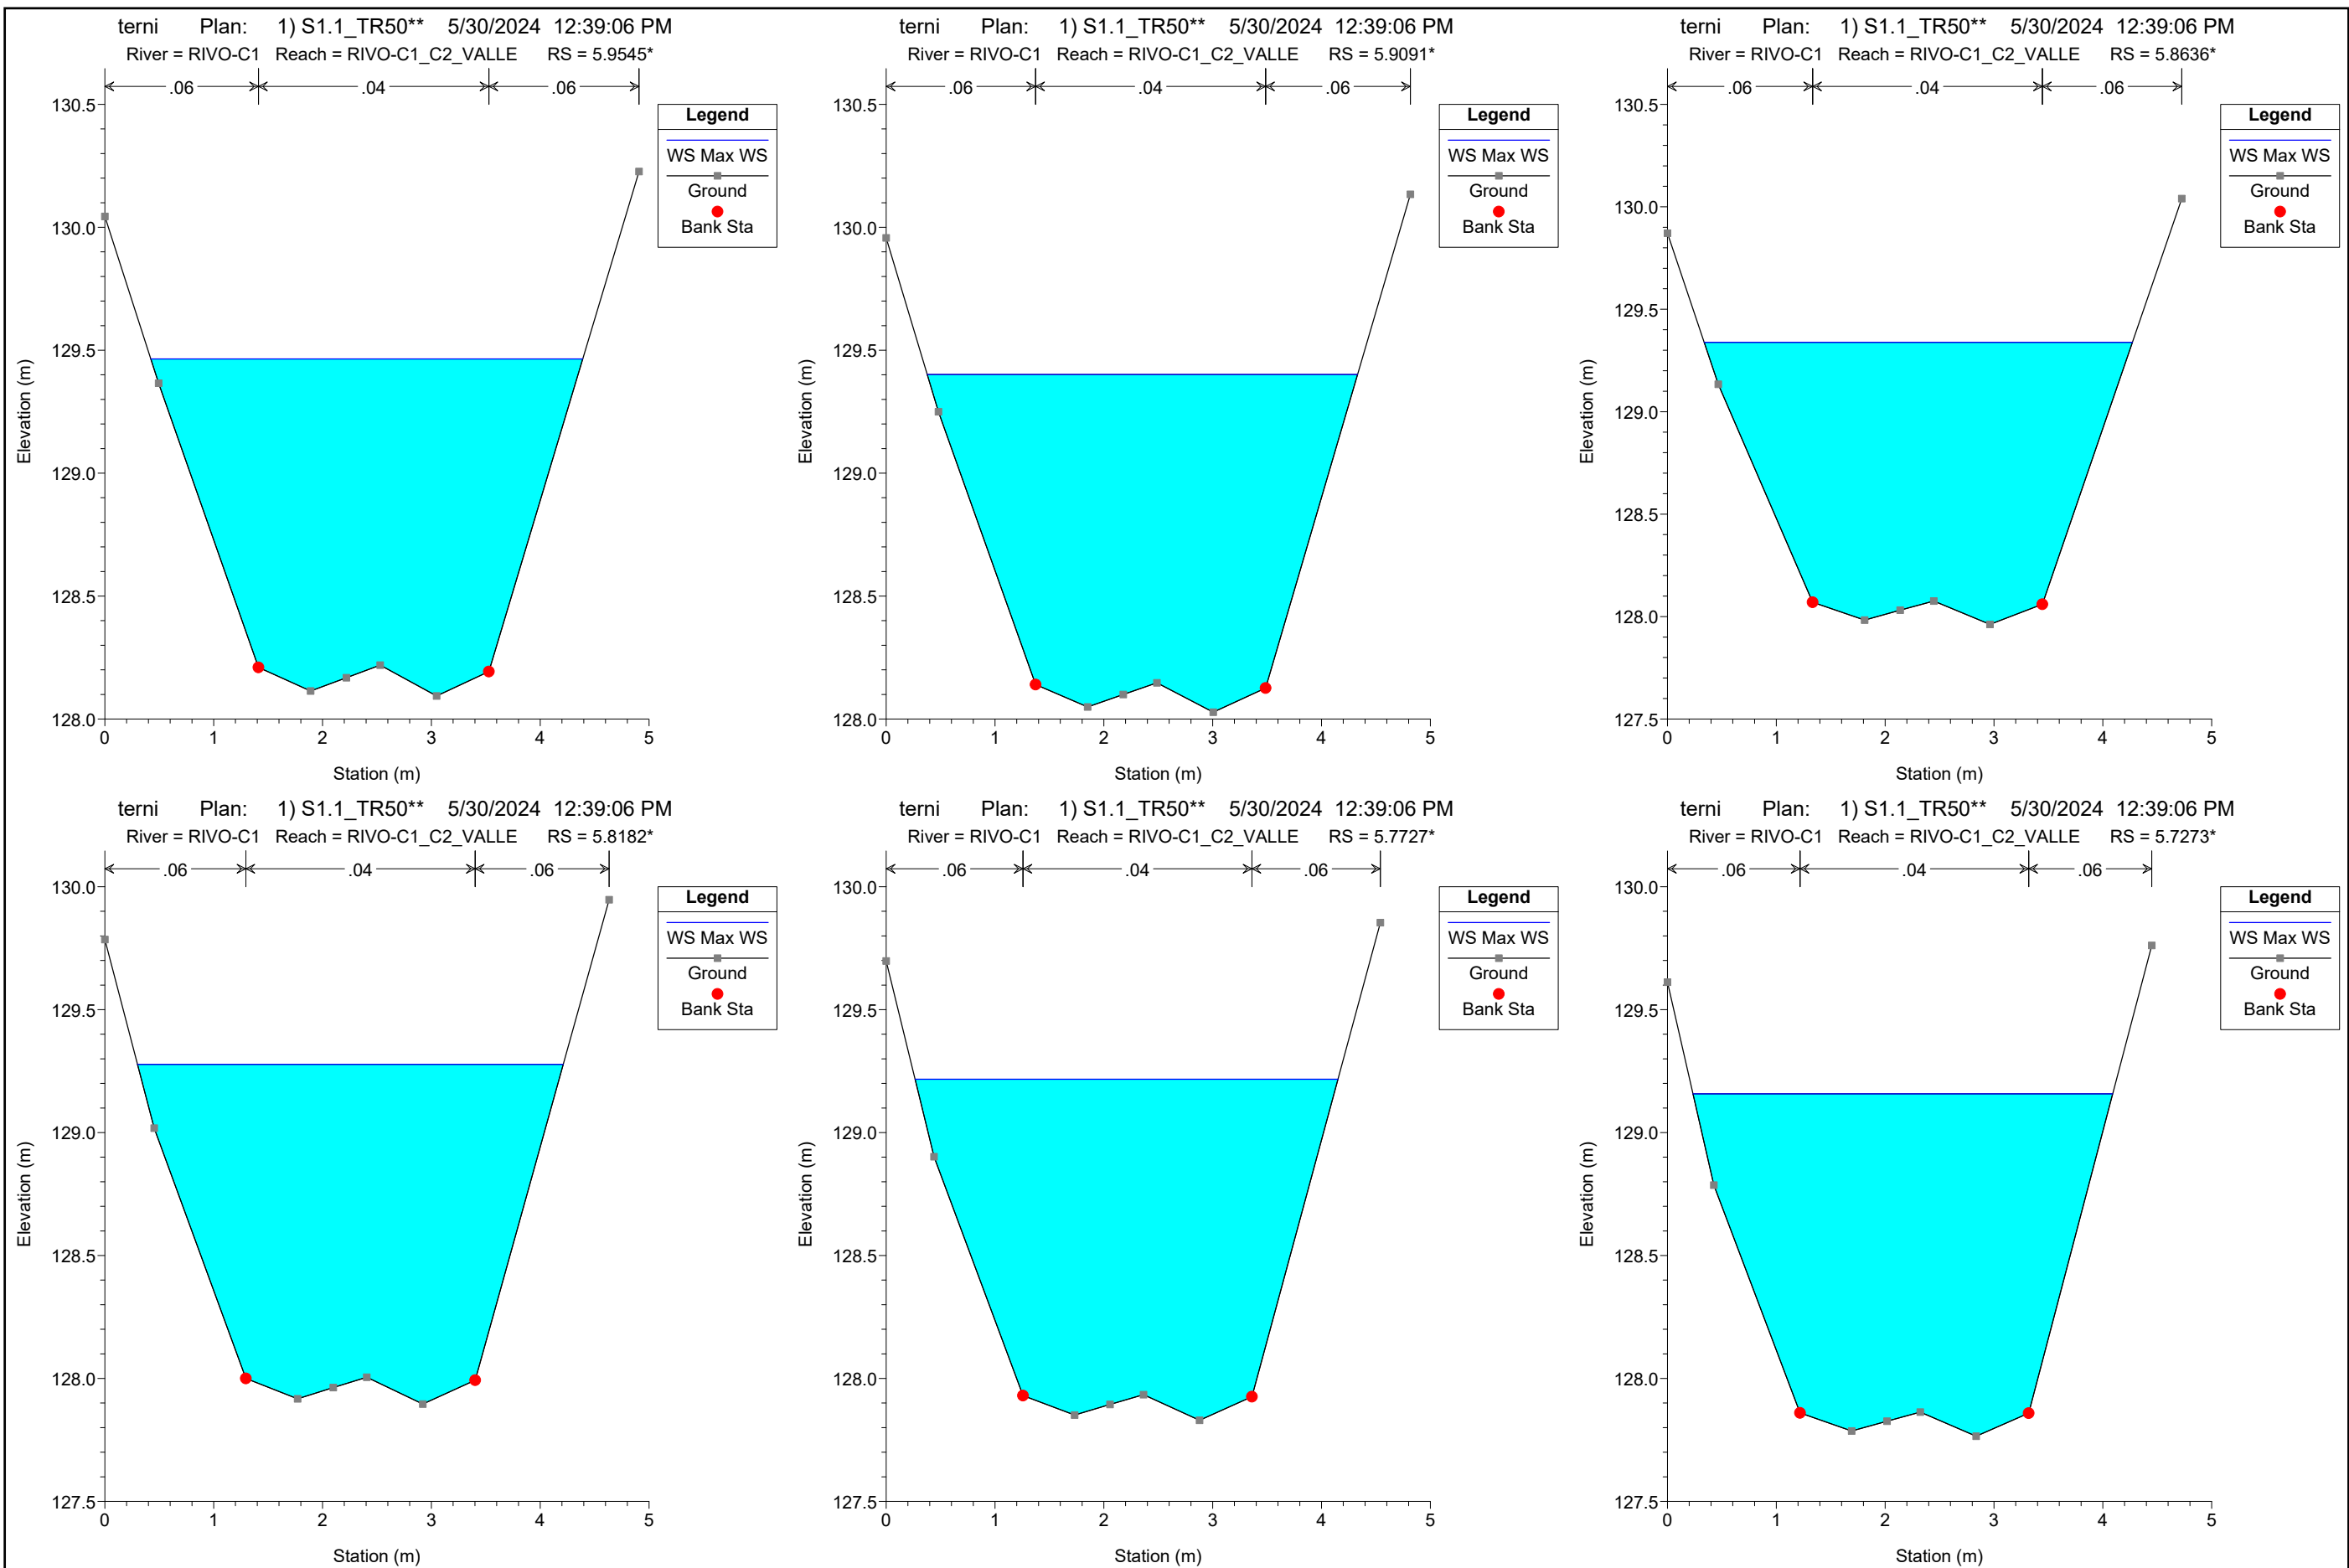 terni Plan: 1) S1.1_TR50** 5/30/2024 12:39:06 PM
River = RIVO-C1 Reach = RIVO-C1_C2_VALLE RS = 5.9545*
.06 .04 .06
130.5
130.0
129.5
129.0
128.5
128.0
Elevation (m)
0 1 2 3 4 5
Station (m)
Legend
WS Max WS
Ground
Bank Sta
terni Plan: 1) S1.1_TR50** 5/30/2024 12:39:06 PM
River = RIVO-C1 Reach = RIVO-C1_C2_VALLE RS = 5.9091*
.06 .04 .06
130.5
130.0
129.5
129.0
128.5
128.0
Elevation (m)
0 1 2 3 4 5
Station (m)
Legend
WS Max WS
Ground
Bank Sta
terni Plan: 1) S1.1_TR50** 5/30/2024 12:39:06 PM
River = RIVO-C1 Reach = RIVO-C1_C2_VALLE RS = 5.8636*
.06 .04 .06
130.5
130.0
129.5
129.0
128.5
128.0
127.5
Elevation (m)
0 1 2 3 4 5
Station (m)
Legend
WS Max WS
Ground
Bank Sta
terni Plan: 1) S1.1_TR50** 5/30/2024 12:39:06 PM
River = RIVO-C1 Reach = RIVO-C1_C2_VALLE RS = 5.8182*
.06 .04 .06
130.0
129.5
129.0
128.5
128.0
127.5
Elevation (m)
0 1 2 3 4 5
Station (m)
Legend
WS Max WS
Ground
Bank Sta
terni Plan: 1) S1.1_TR50** 5/30/2024 12:39:06 PM
River = RIVO-C1 Reach = RIVO-C1_C2_VALLE RS = 5.7727*
.06 .04 .06
130.0
129.5
129.0
128.5
128.0
127.5
Elevation (m)
0 1 2 3 4 5
Station (m)
Legend
WS Max WS
Ground
Bank Sta
terni Plan: 1) S1.1_TR50** 5/30/2024 12:39:06 PM
River = RIVO-C1 Reach = RIVO-C1_C2_VALLE RS = 5.7273*
.06 .04 .06
130.0
129.5
129.0
128.5
128.0
127.5
Elevation (m)
0 1 2 3 4 5
Station (m)
Legend
WS Max WS
Ground
Bank Sta